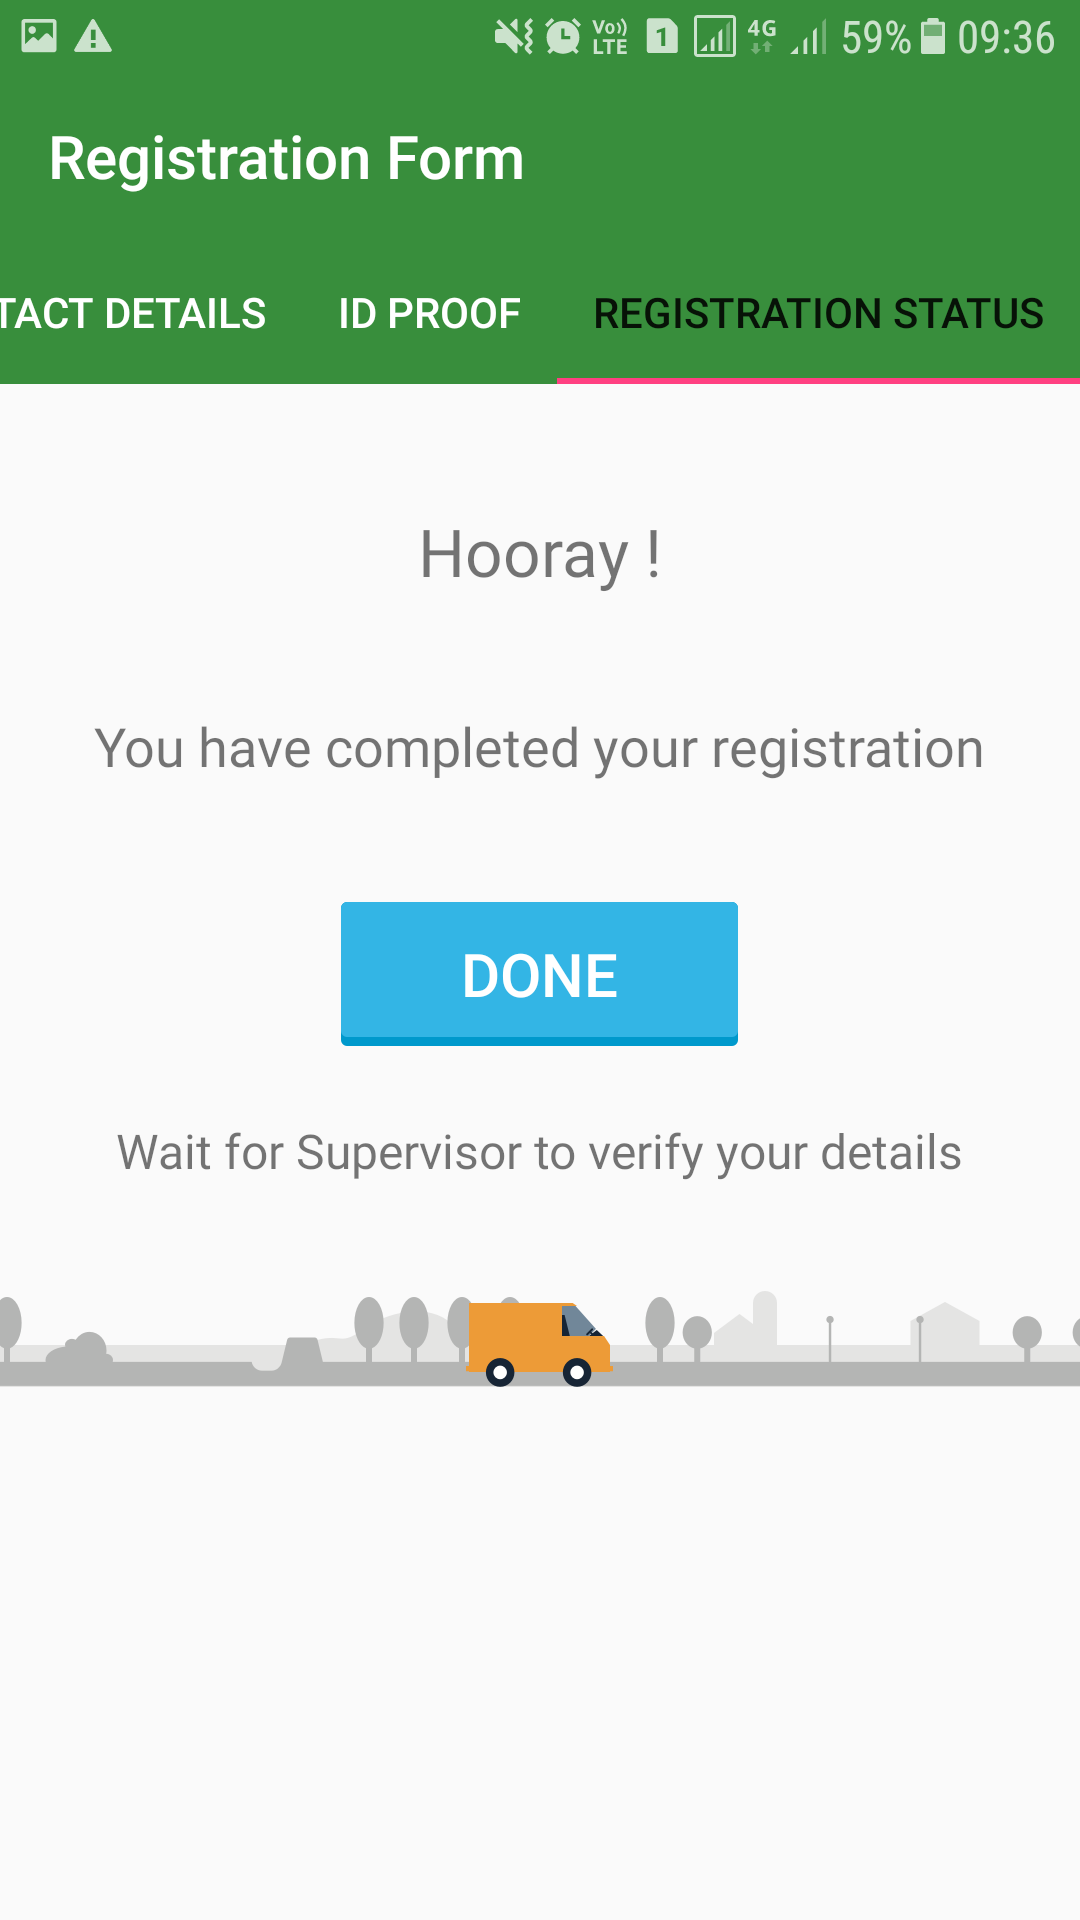 Vo)) LTE 1 4G 59% 09:36
Registration Form
TACT DETAILS ID PROOF REGISTRATION STATUS
Hooray !
You have completed your registration
DONE
Wait for Supervisor to verify your details